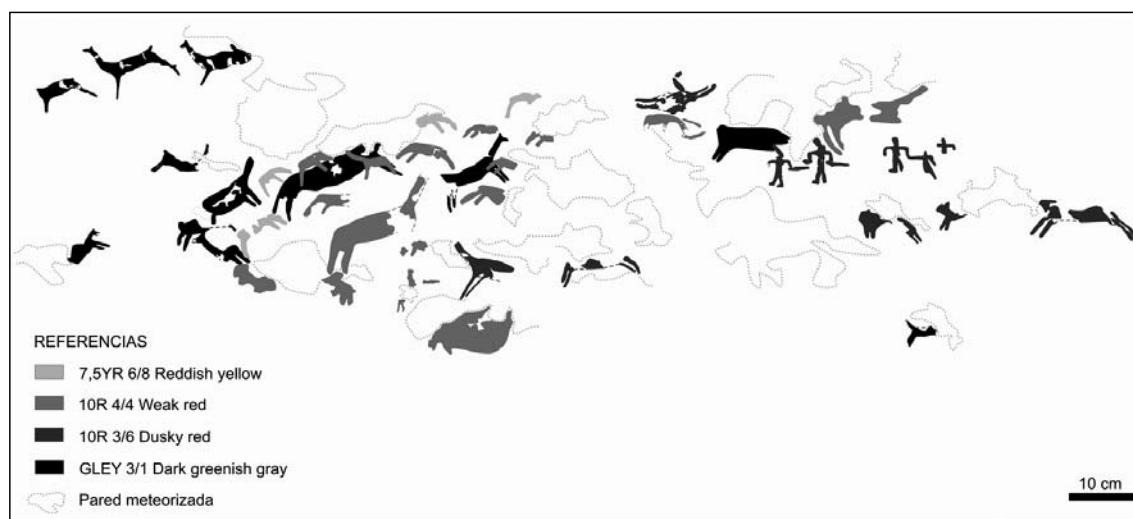 REFERENCIAS
7,5YR 6/8 Reddish yellow
10R 4/4 Weak red
10R 3/6 Dusky red
GLEY 3/1 Dark greenish gray
Pared meteorizada
10 cm